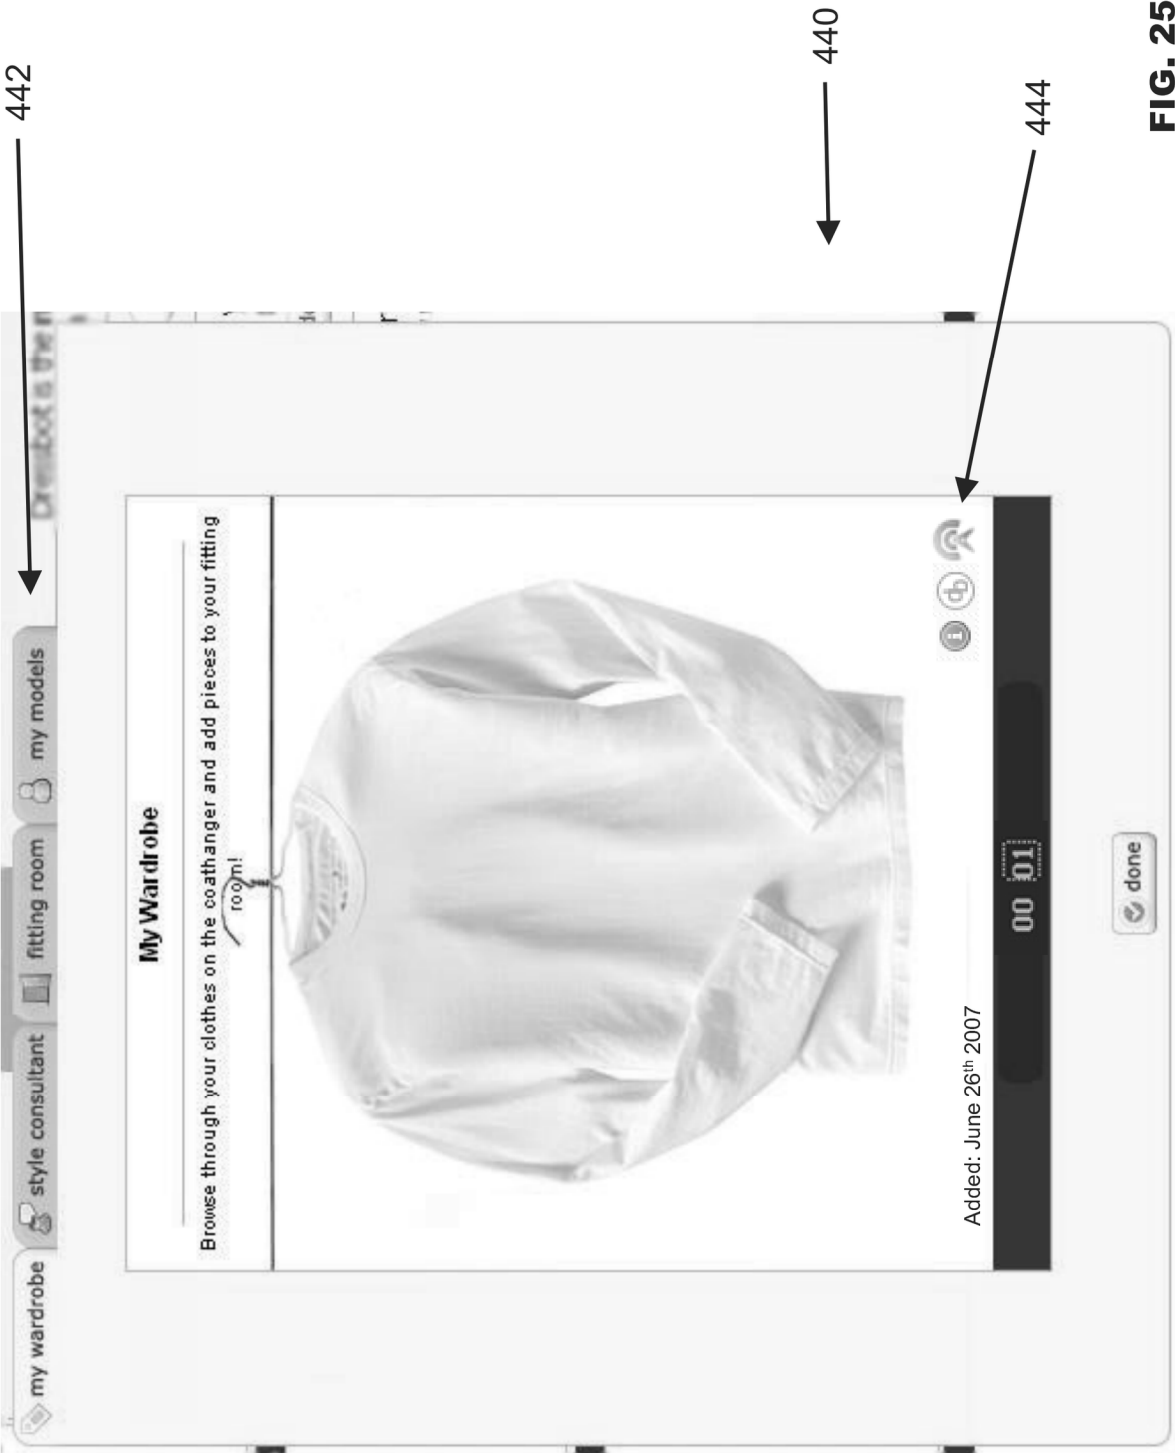 442
440
444
FIG. 25
my wardrobe
style consultant
fitting room
my models
My Wardrobe
Browse through your clothes on the coathanger and add pieces to your fitting
room!
Added: June 26th 2007
00 01
done